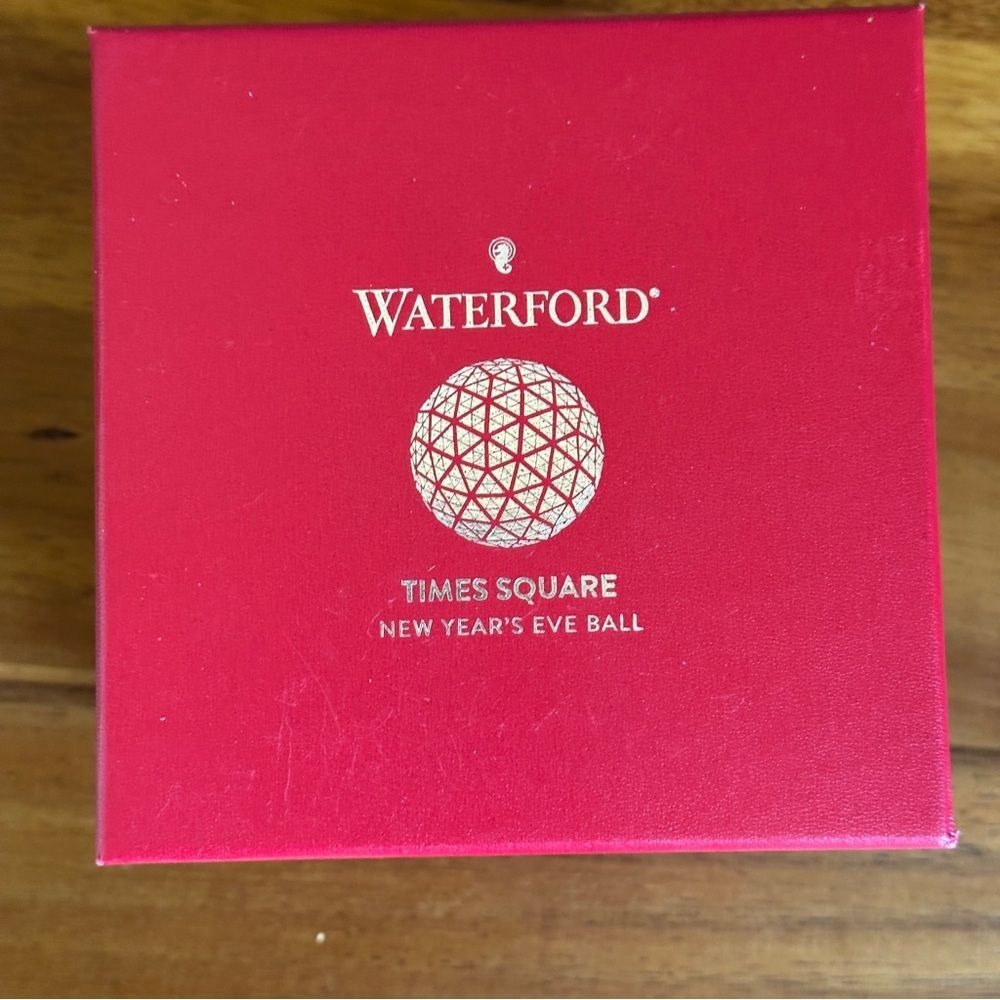 WATERFORD®
TIMES SQUARE
NEW YEAR'S EVE BALL